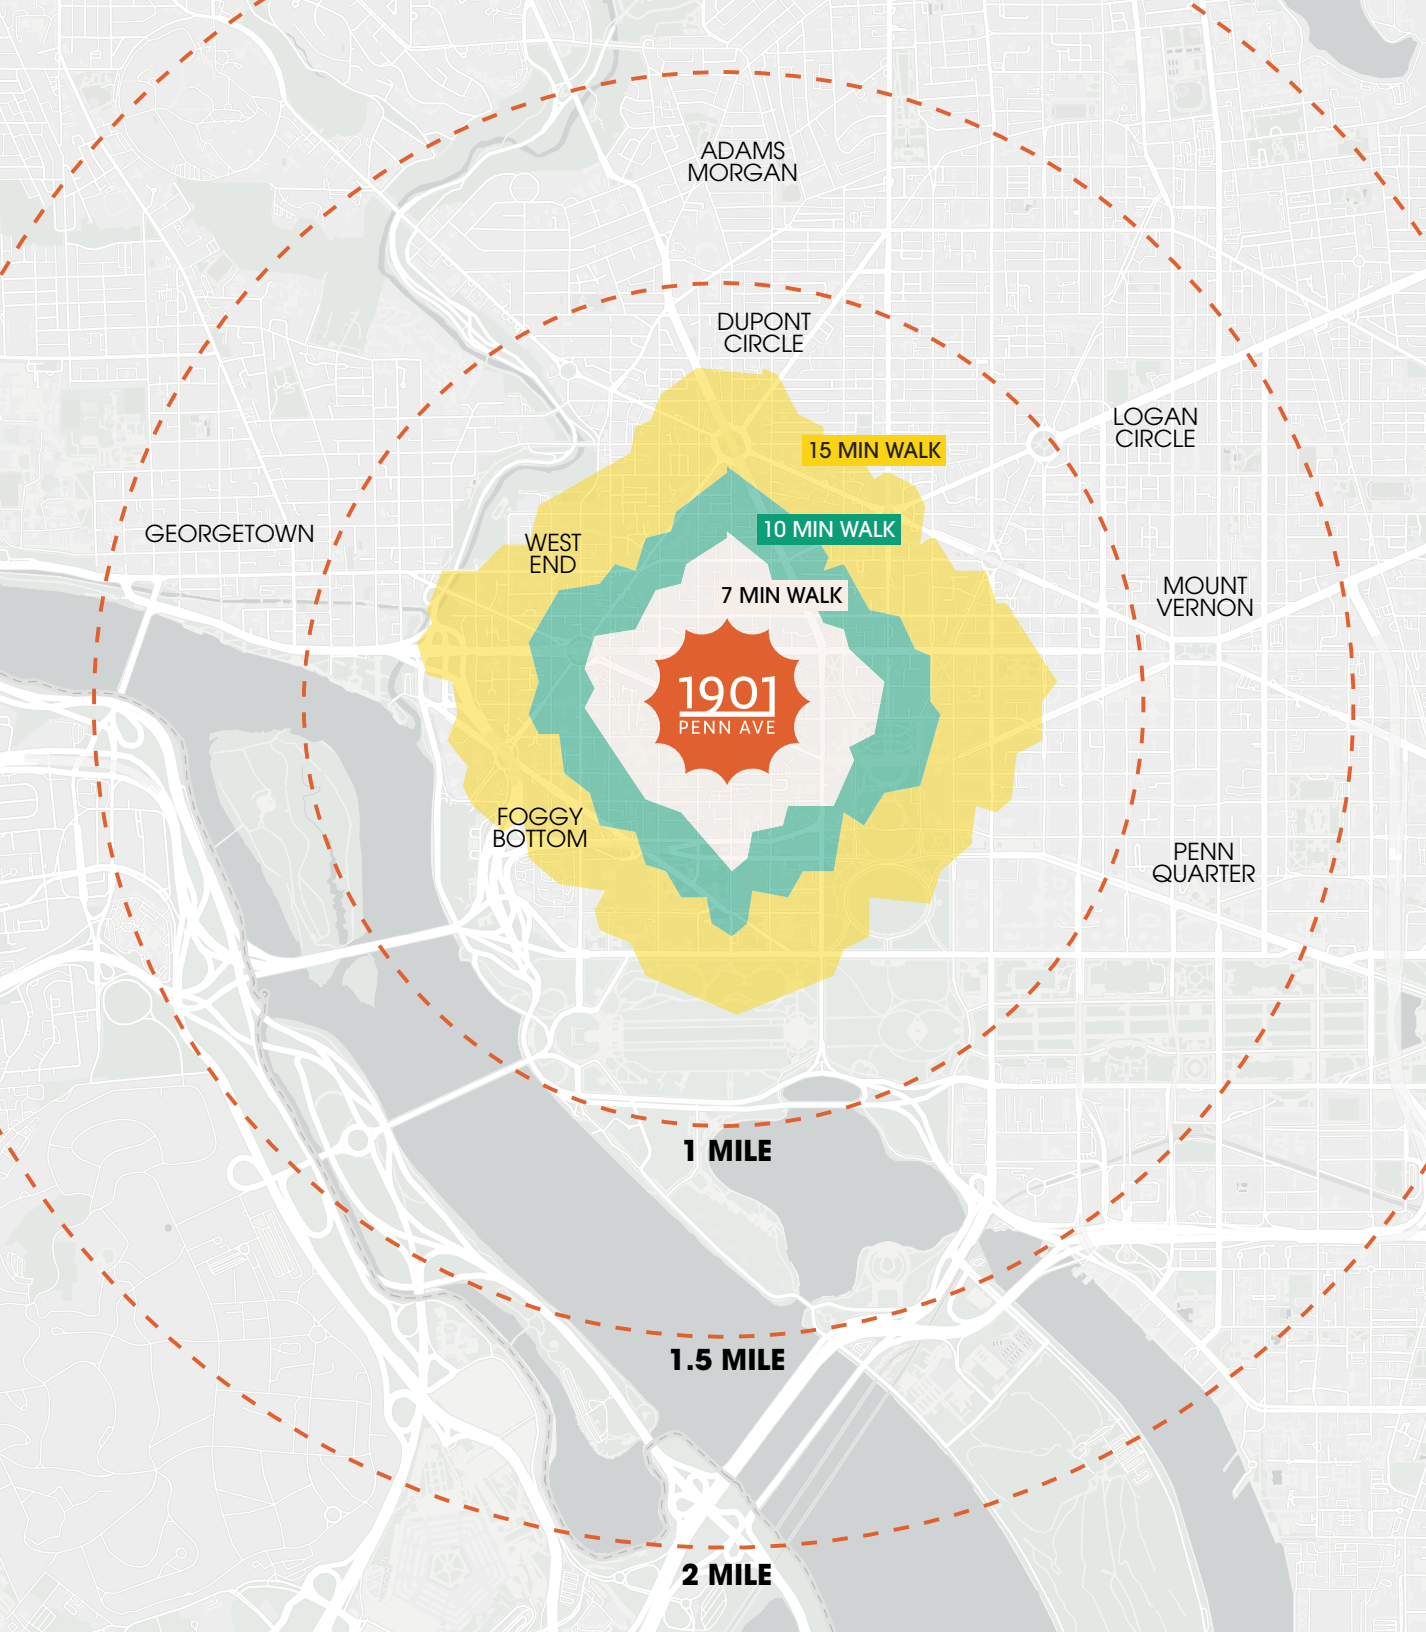 ADAMS
MORGAN
DUPONT
CIRCLE
LOGAN
CIRCLE
15 MIN WALK
GEORGETOWN
10 MIN WALK
WEST
END
7 MIN WALK
MOUNT
VERNON
1901
PENN AVE
FOGGY
BOTTOM
PENN
QUARTER
1 MILE
1.5 MILE
2 MILE